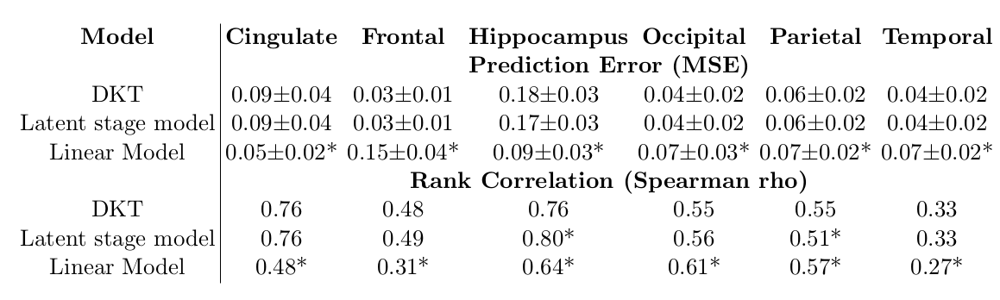 Model Cingulate Frontal Hippocampus Occipital Parietal Temporal
Prediction Error (MSE)
DKT 0.09±0.04 0.03±0.01 0.18±0.03 0.04±0.02 0.06±0.02 0.04±0.02
Latent stage model 0.09±0.04 0.03±0.01 0.17±0.03 0.04±0.02 0.06±0.02 0.04±0.02
Linear Model 0.05±0.02* 0.15±0.04* 0.09±0.03* 0.07±0.03* 0.07±0.02* 0.07±0.02*
Rank Correlation (Spearman rho)
DKT 0.76 0.48 0.76 0.55 0.55 0.33
Latent stage model 0.76 0.49 0.80* 0.56 0.51* 0.33
Linear Model 0.48* 0.31* 0.64* 0.61* 0.57* 0.27*